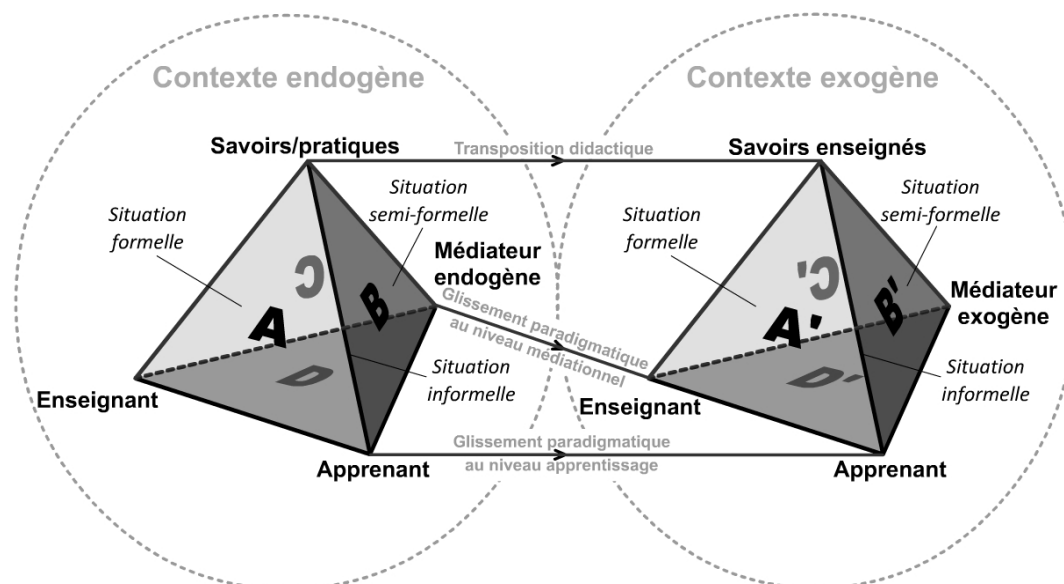 Contexte endogène
Contexte exogène
Savoirs/pratiques
Transposition didactique
Savoirs enseignés
Situation
formelle
Situation
semi-formelle
Médiateur
endogène
Situation
formelle
Situation
semi-formelle
Médiateur
exogène
C
B
A
D
C'
B'
A'
D'
Glissement paradigmatique
au niveau médiationnel
Situation
informelle
Situation
informelle
Enseignant
Enseignant
Glissement paradigmatique
au niveau apprentissage
Apprenant
Apprenant